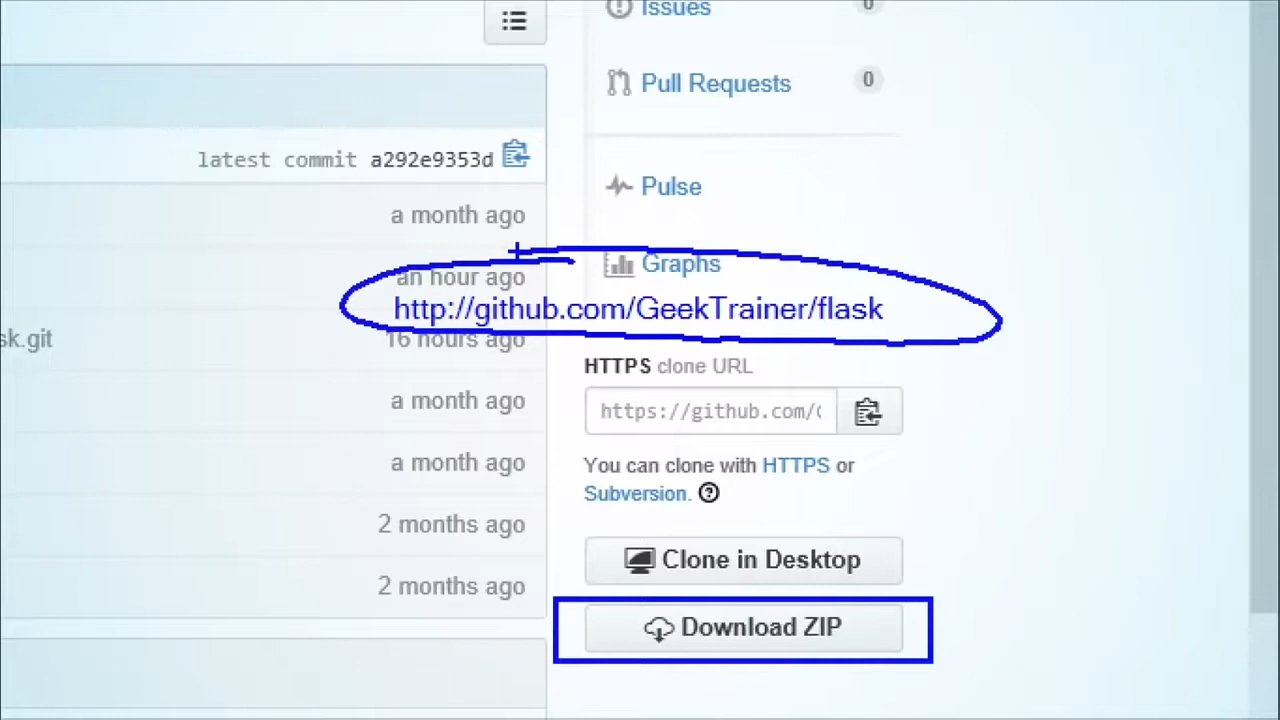 Issues 0
Pull Requests 0
latest commit a292e9353d
Pulse
a month ago
Graphs
an hour ago
http://github.com/GeekTrainer/flask
sk.git 16 hours ago
HTTPS clone URL
a month ago
https://github.com/
You can clone with HTTPS or
a month ago
Subversion.
2 months ago
Clone in Desktop
2 months ago
Download ZIP